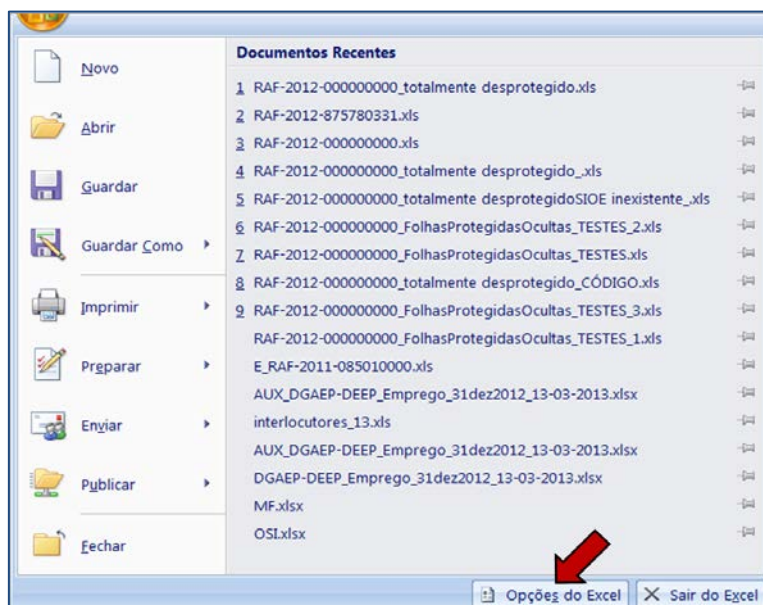 Novo
Abrir
Guardar
Guardar Como
Imprimir
Preparar
Enviar
Publicar
Fechar
Documentos Recentes
1 RAF-2012-000000000_totalmente desprotegido.xls
2 RAF-2012-875780331.xls
3 RAF-2012-000000000.xls
4 RAF-2012-000000000_totalmente desprotegido_.xls
5 RAF-2012-000000000_totalmente desprotegidoSIOE inexistente_.xls
6 RAF-2012-000000000_FolhasProtegidasOcultas_TESTES_2.xls
7 RAF-2012-000000000_FolhasProtegidasOcultas_TESTES.xls
8 RAF-2012-000000000_totalmente desprotegido_CÓDIGO.xls
9 RAF-2012-000000000_FolhasProtegidasOcultas_TESTES_3.xls
RAF-2012-000000000_FolhasProtegidasOcultas_TESTES_1.xls
E_RAF-2011-085010000.xls
AUX_DGAEP-DEEP_Emprego_31dez2012_13-03-2013.xlsx
interlocutores_13.xls
AUX_DGAEP-DEEP_Emprego_31dez2012_13-03-2013.xlsx
DGAEP-DEEP_Emprego_31dez2012_13-03-2013.xlsx
MF.xlsx
OSI.xlsx
Opções do Excel
Sair do Excel